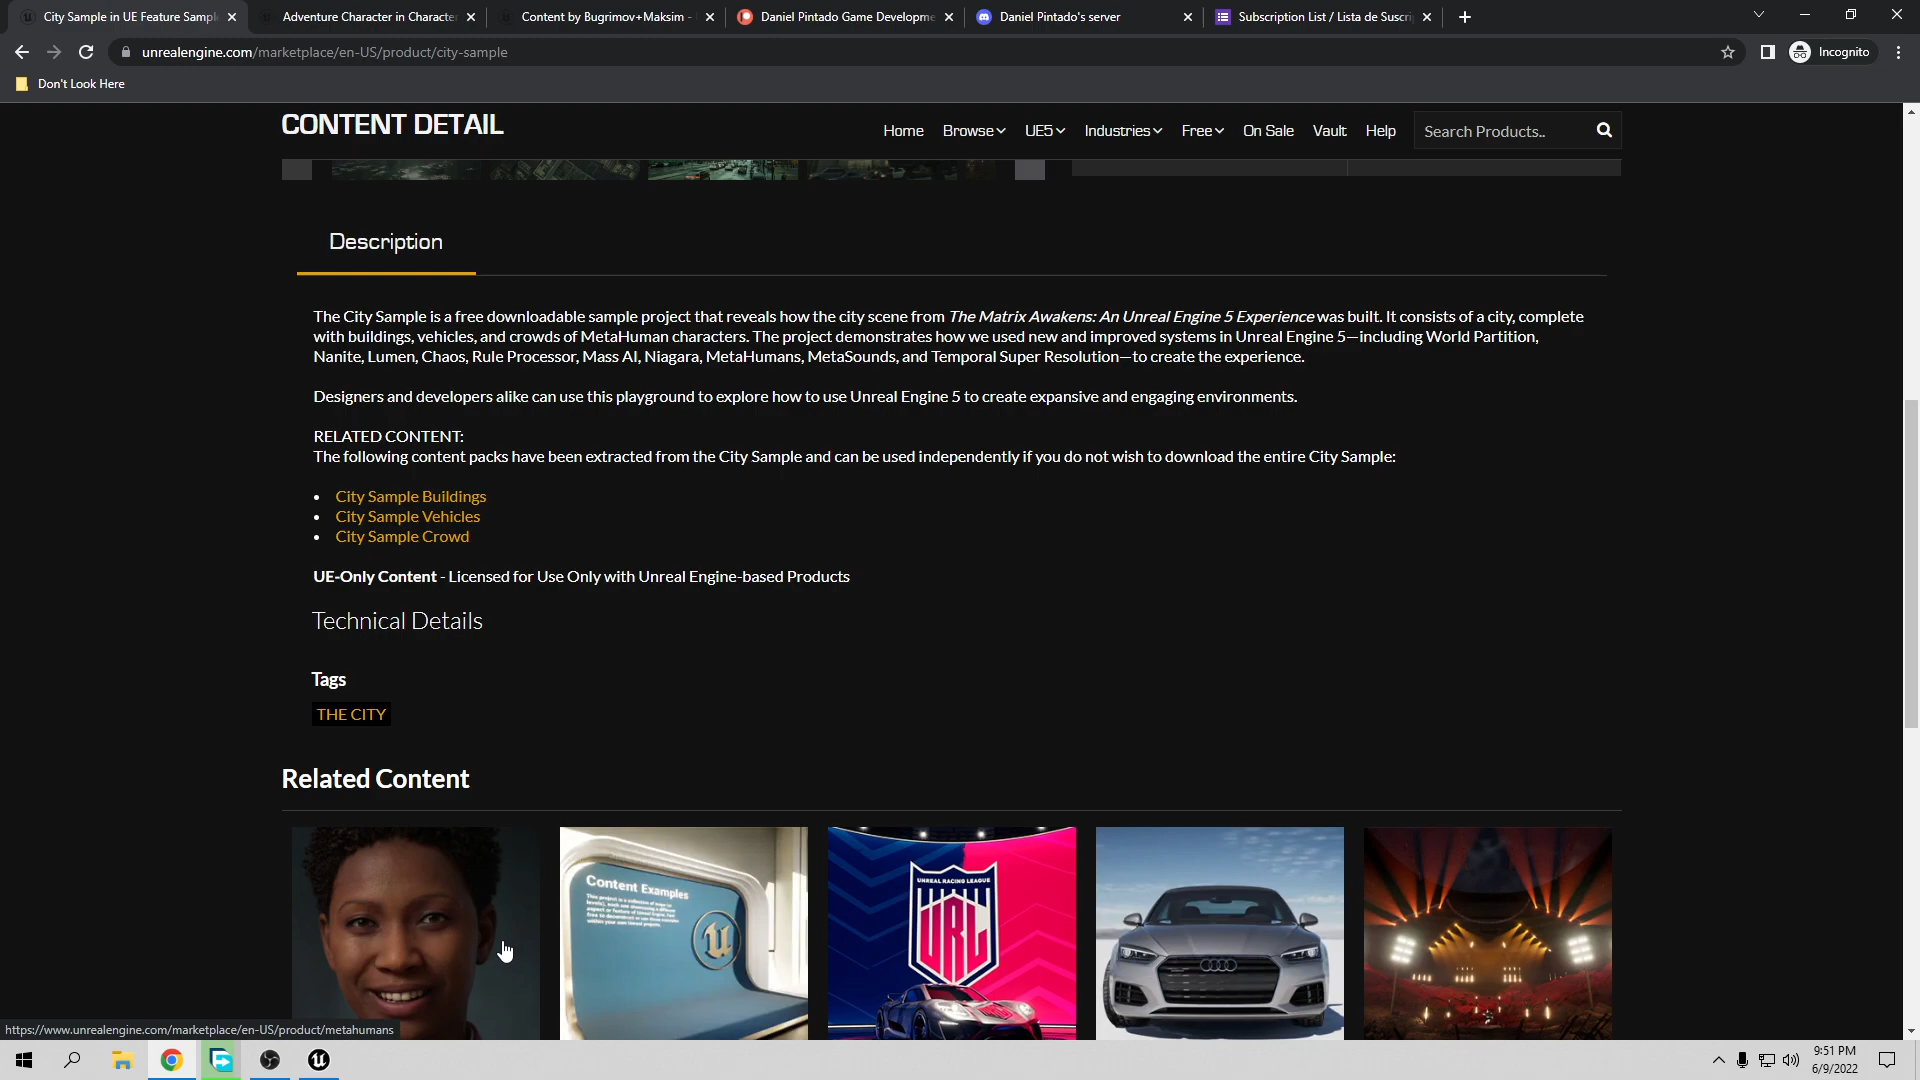 City Sample in UE Feature Sampl
Adventure Character in Character
Content by Bugrimov+Maksim -
Daniel Pintado Game Developme
Daniel Pintado's server
Subscription List / Lista de Suscri
unrealengine.com/marketplace/en-US/product/city-sample
Incognito
Don't Look Here
CONTENT DETAIL
Home Browse UE5 Industries Free On Sale Vault Help Search Products..
Description
The City Sample is a free downloadable sample project that reveals how the city scene from The Matrix Awakens: An Unreal Engine 5 Experience was built. It consists of a city, complete
with buildings, vehicles, and crowds of MetaHuman characters. The project demonstrates how we used new and improved systems in Unreal Engine 5—including World Partition,
Nanite, Lumen, Chaos, Rule Processor, Mass AI, Niagara, MetaHumans, MetaSounds, and Temporal Super Resolution—to create the experience.
Designers and developers alike can use this playground to explore how to use Unreal Engine 5 to create expansive and engaging environments.
RELATED CONTENT:
The following content packs have been extracted from the City Sample and can be used independently if you do not wish to download the entire City Sample:
• City Sample Buildings
• City Sample Vehicles
• City Sample Crowd
UE-Only Content - Licensed for Use Only with Unreal Engine-based Products
Technical Details
Tags
THE CITY
Related Content
Content Examples
UNREAL RACING LEAGUE
URL
https://www.unrealengine.com/marketplace/en-US/product/metahumans
9:51 PM
6/9/2022